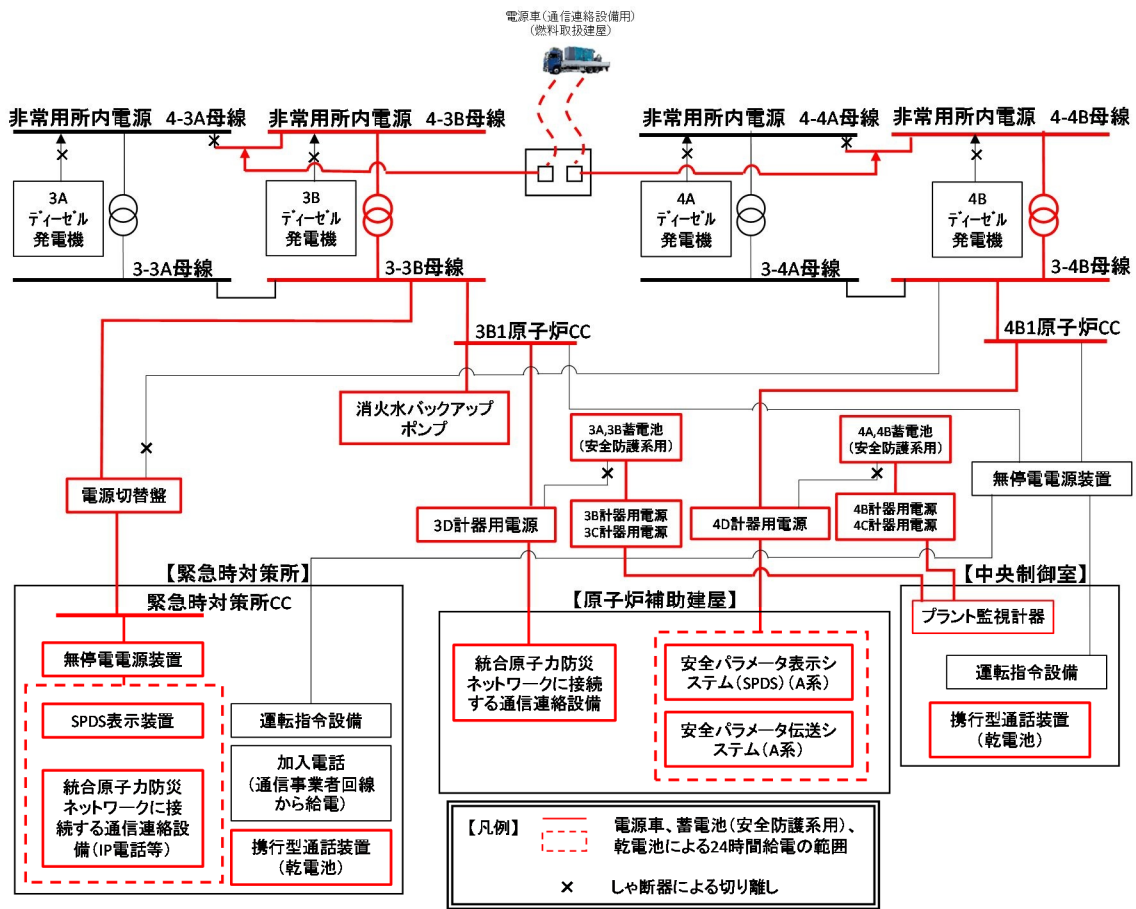 電源車(通信連絡設備用)
(燃料取扱建屋)
非常用所内電源 4-3A母線
非常用所内電源 4-3B母線
非常用所内電源 4-4A母線
非常用所内電源 4-4B母線
3A
ディーゼル
発電機
3B
ディーゼル
発電機
4A
ディーゼル
発電機
4B
ディーゼル
発電機
3-3A母線
3-3B母線
3-4A母線
3-4B母線
3B1原子炉CC
4B1原子炉CC
消火水バックアップ
ポンプ
3A,3B蓄電池
(安全防護系用)
4A,4B蓄電池
(安全防護系用)
無停電電源装置
電源切替盤
3D計器用電源
3B計器用電源
3C計器用電源
4D計器用電源
4B計器用電源
4C計器用電源
【緊急時対策所】
緊急時対策所CC
無停電電源装置
SPDS表示装置
統合原子力防災
ネットワークに接
続する通信連絡設
備(IP電話等)
運転指令設備
加入電話
(通信事業者回線
から給電)
携行型通話装置
(乾電池)
【原子炉補助建屋】
統合原子力防災
ネットワークに接続
する通信連絡設備
安全パラメータ表示シ
ステム(SPDS)(A系)
安全パラメータ伝送シ
ステム(A系)
【中央制御室】
プラント監視計器
運転指令設備
携行型通話装置
(乾電池)
【凡例】
電源車、蓄電池(安全防護系用)、
乾電池による24時間給電の範囲
× しゃ断器による切り離し